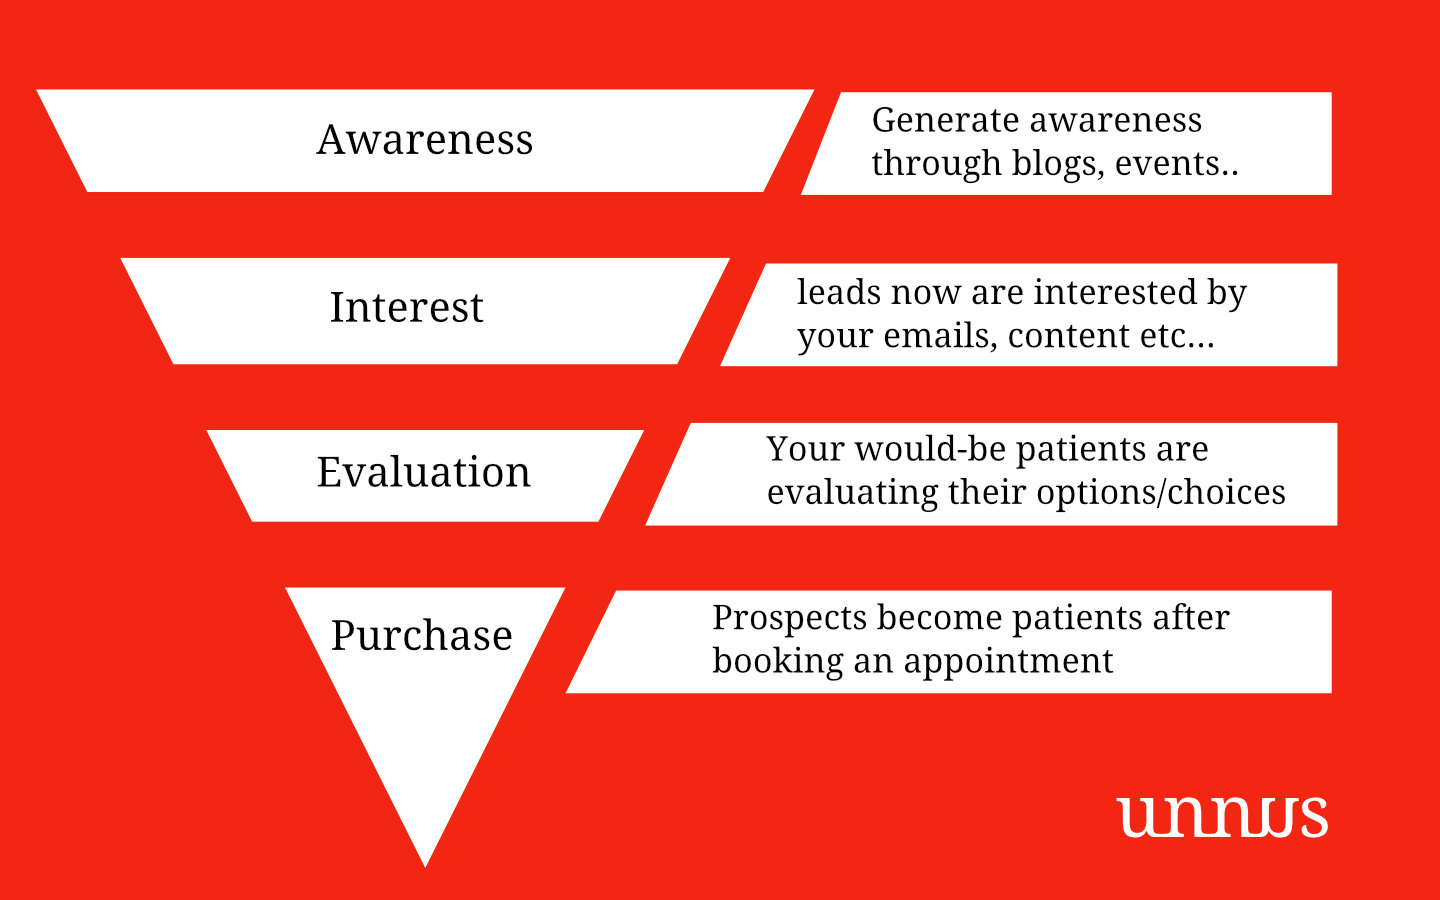 Awareness
Generate awareness
through blogs, events..
Interest
leads now are interested by
your emails, content etc...
Evaluation
Your would-be patients are
evaluating their options/choices
Purchase
Prospects become patients after
booking an appointment
unnus